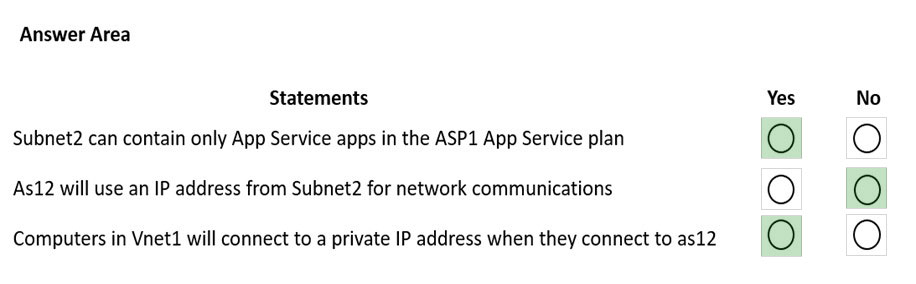 Answer Area
Statements Yes No
Subnet2 can contain only App Service apps in the ASP1 App Service plan
As12 will use an IP address from Subnet2 for network communications
Computers in Vnet1 will connect to a private IP address when they connect to as12